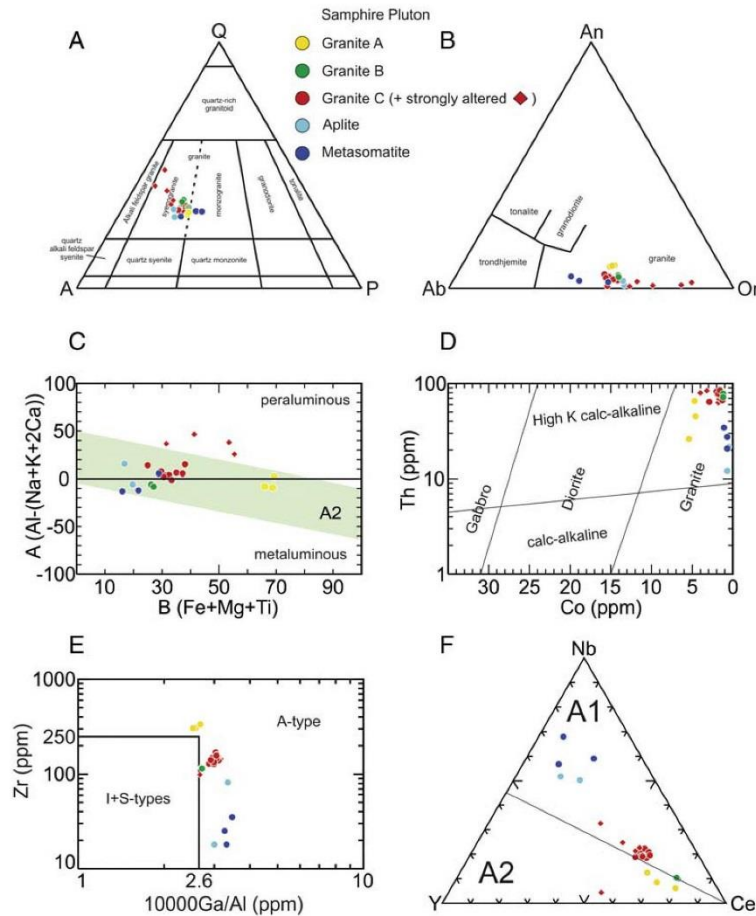 Samphire Pluton
Granite A
Granite B
Granite C (+ strongly altered )
Aplite
Metasomatite
A
Q
quartz-rich
granitoid
Alkali feldspar granite
syenogranite
granite
monzogranite
granodiorite
tonalite
quartz
alkali feldspar
syenite
quartz syenite
quartz monzonite
A
P
B
An
tonalite
granodiorite
trondhjemite
granite
Ab
Or
C
100
50
0
-50
-100
A (Al-(Na+K+2Ca))
peraluminous
A2
metaluminous
10
30
50
70
90
B (Fe+Mg+Ti)
D
100
10
1
Th (ppm)
High K calc-alkaline
Gabbro
Diorite
Granite
calc-alkaline
35
30
25
20
15
10
5
0
Co (ppm)
E
1000
250
100
10
Zr (ppm)
A-type
I+S-types
1
2.6
10
10000Ga/Al (ppm)
F
Nb
A1
A2
Y
Ce